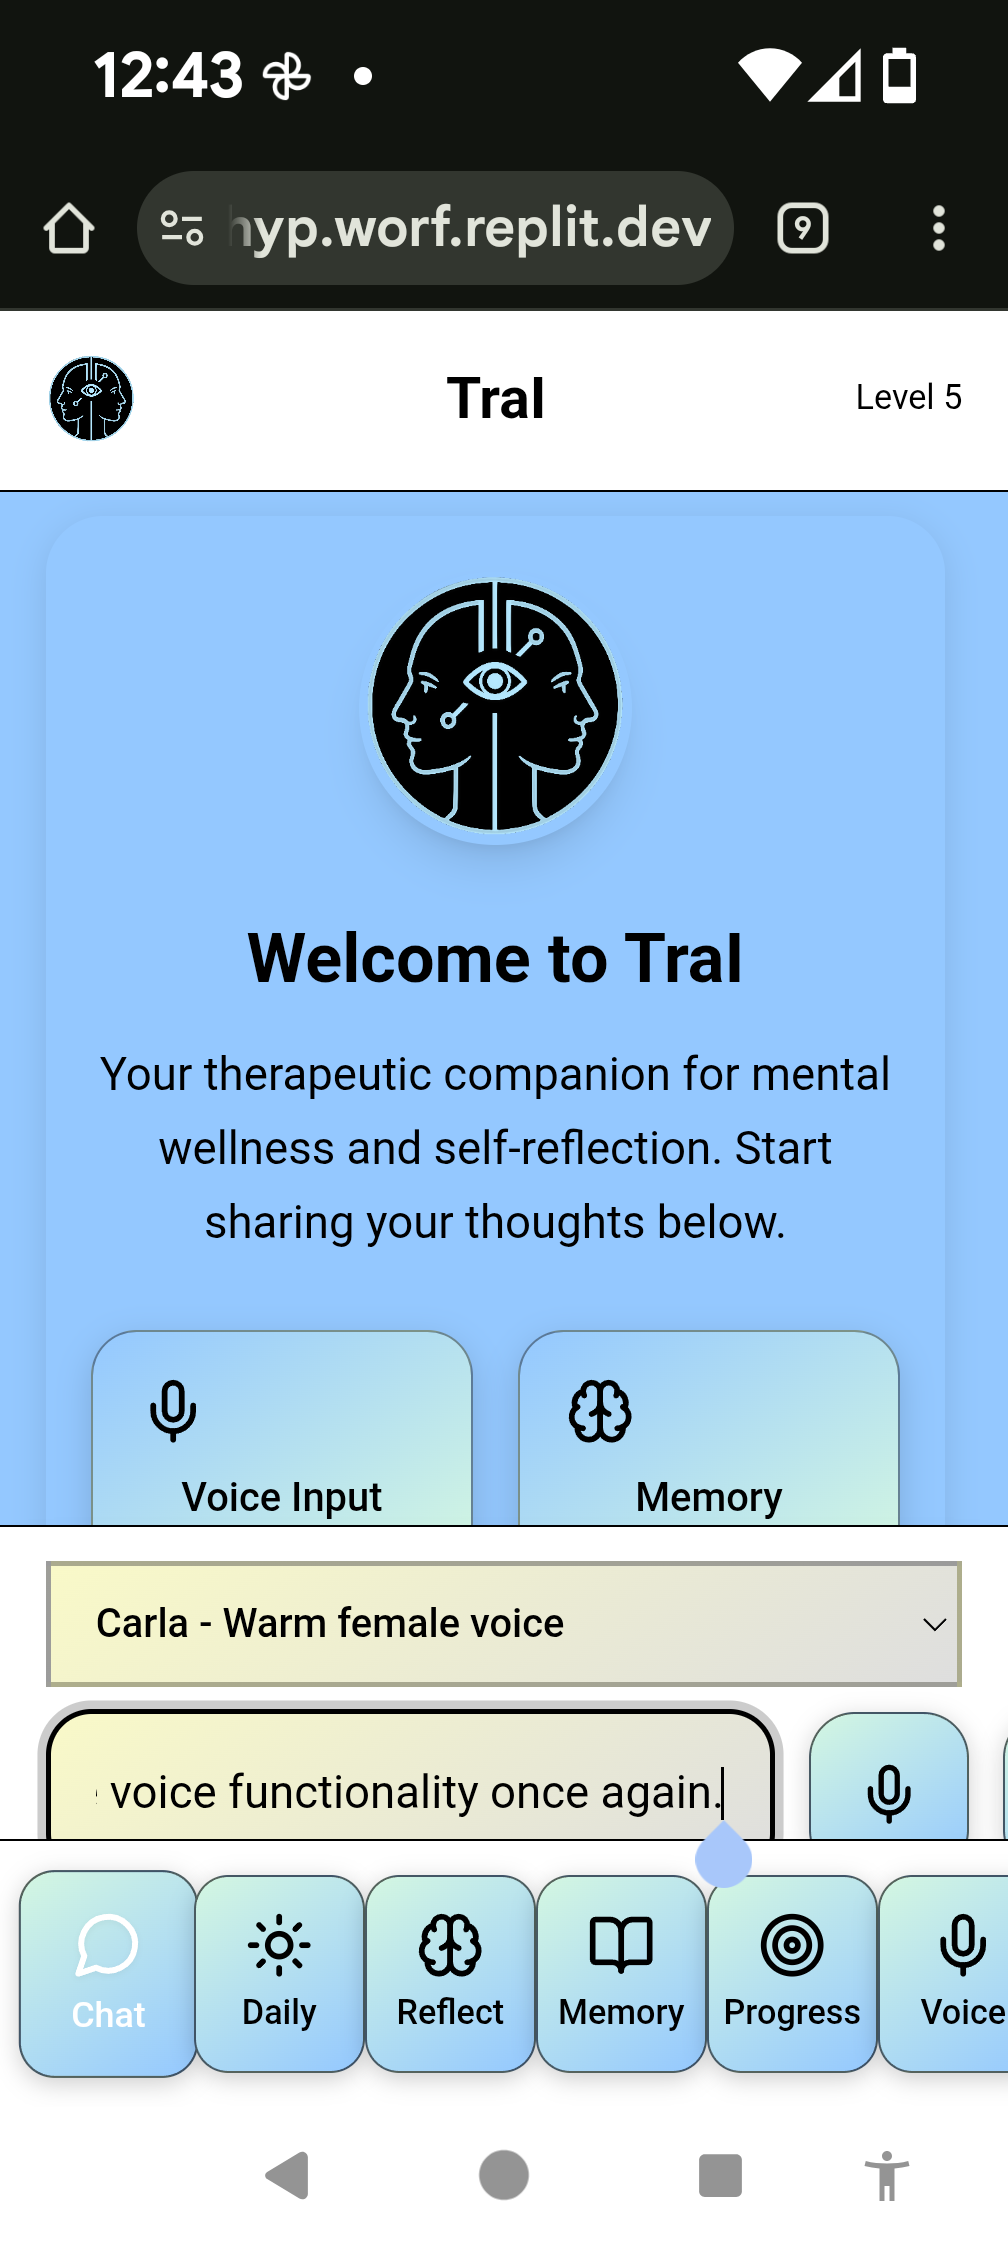 12:43
hyp.worf.replit.dev
9
TraI
Level 5
Welcome to TraI
Your therapeutic companion for mental
wellness and self-reflection. Start
sharing your thoughts below.
Voice Input
Memory
Carla - Warm female voice
voice functionality once again.
Chat
Daily
Reflect
Memory
Progress
Voice